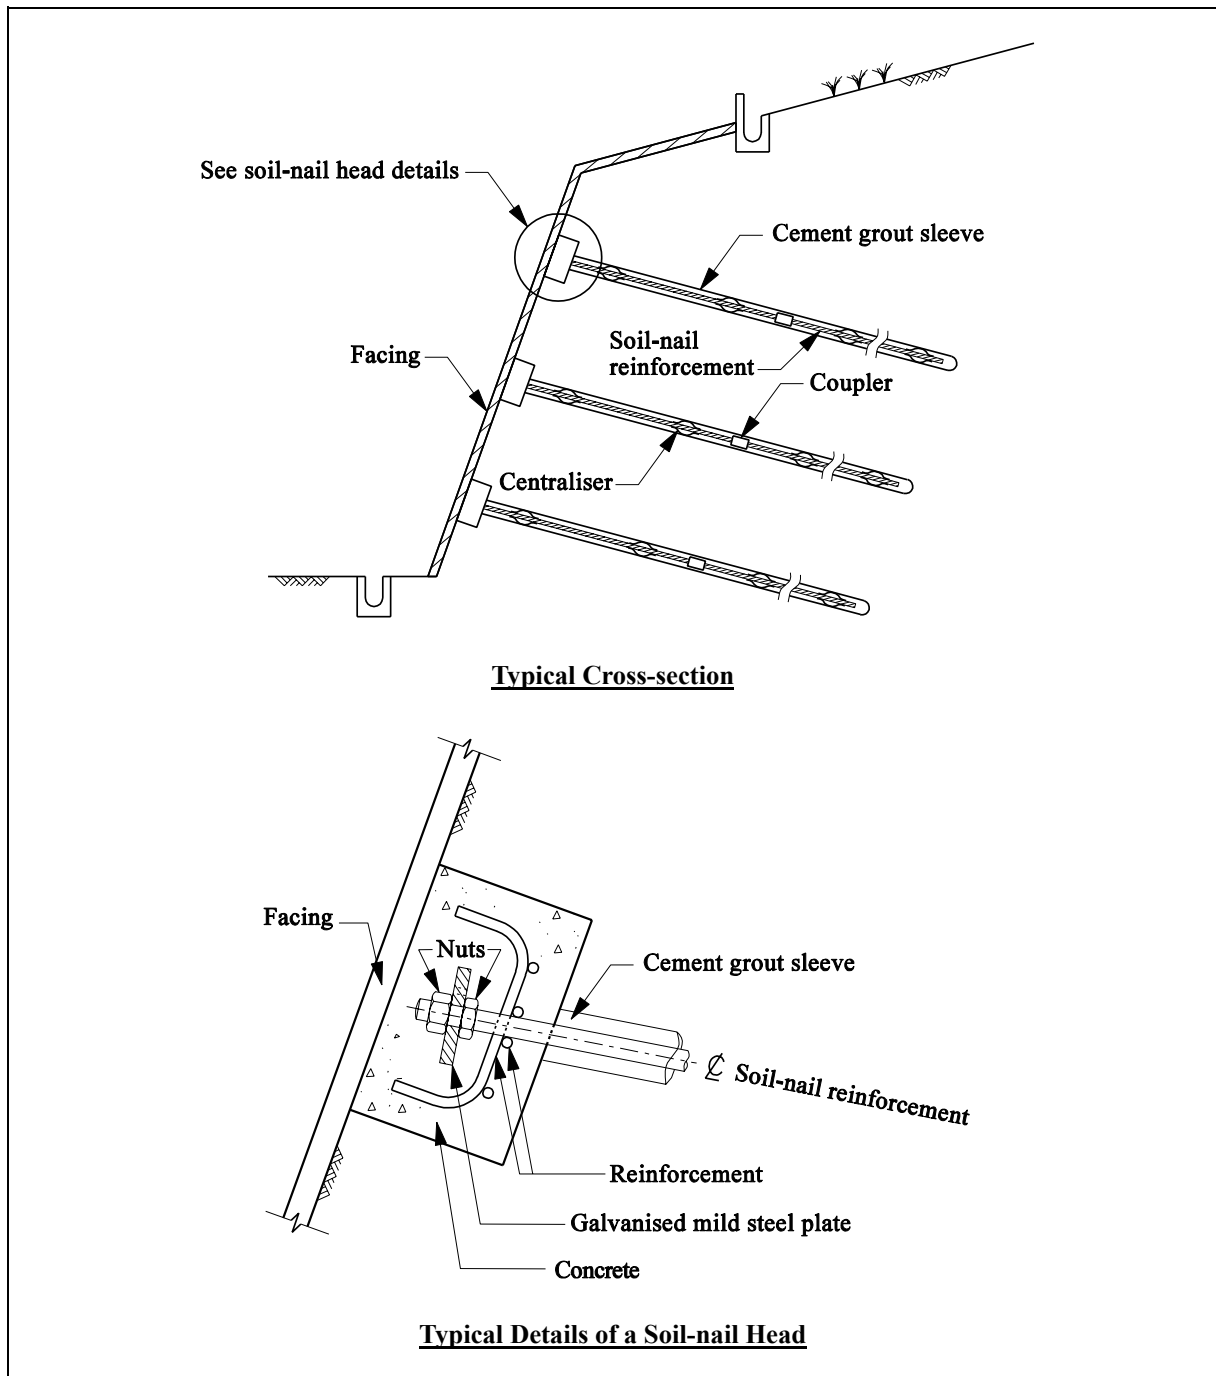 See soil-nail head details
Cement grout sleeve
Soil-nail
reinforcement
Facing
Coupler
Centraliser
Typical Cross-section
Facing
Nuts
Cement grout sleeve
℄ Soil-nail reinforcement
Reinforcement
Galvanised mild steel plate
Concrete
Typical Details of a Soil-nail Head